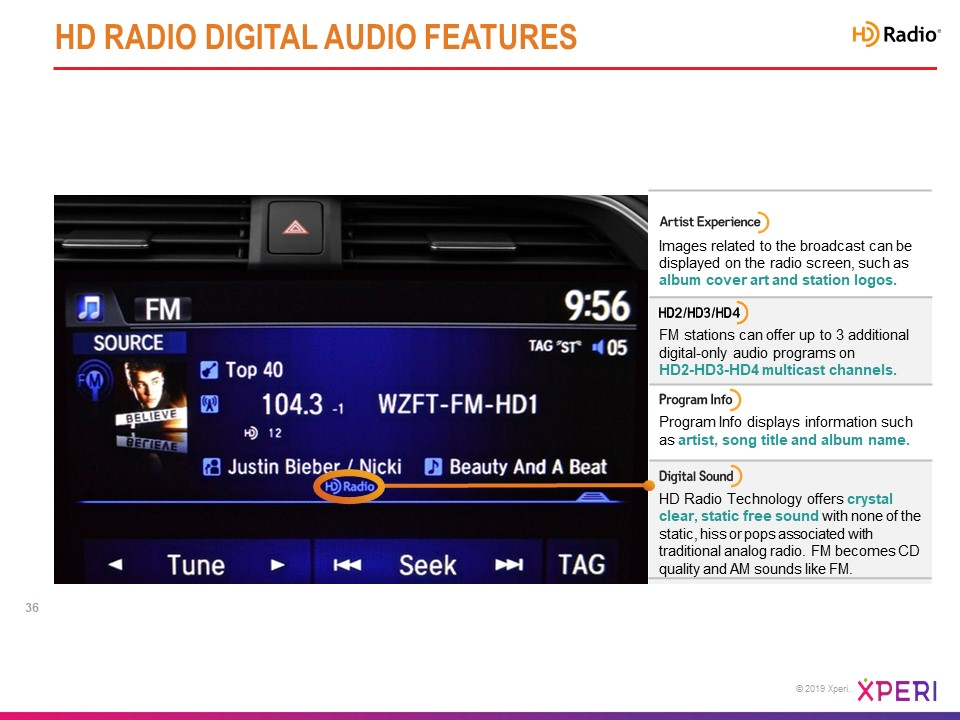 HD RADIO DIGITAL AUDIO FEATURES
HD Radio®
FM
9:56
SOURCE
TAG "ST" 05
FM
Top 40
BELIEVE
104.3 -1 WZFT-FM-HD1
HD 12
Justin Bieber / Nicki Beauty And A Beat
HD Radio
Tune Seek TAG
Artist Experience
Images related to the broadcast can be
displayed on the radio screen, such as
album cover art and station logos.
HD2/HD3/HD4
FM stations can offer up to 3 additional
digital-only audio programs on
HD2-HD3-HD4 multicast channels.
Program Info
Program Info displays information such
as artist, song title and album name.
Digital Sound
HD Radio Technology offers crystal
clear, static free sound with none of the
static, hiss or pops associated with
traditional analog radio. FM becomes CD
quality and AM sounds like FM.
36
© 2019 Xperi.
XPERI